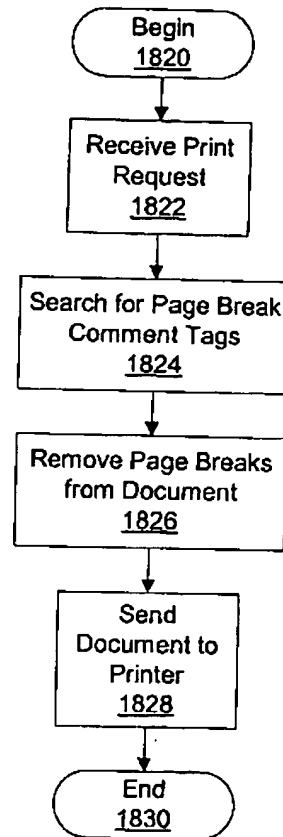 Begin
1820
Receive Print
Request
1822
Search for Page Break
Comment Tags
1824
Remove Page Breaks
from Document
1826
Send
Document to
Printer
1828
End
1830